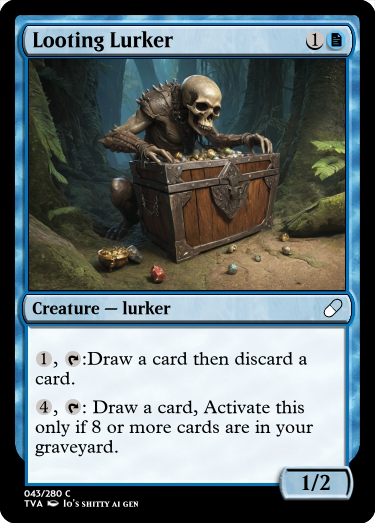 Looting Lurker 1
Creature — lurker
1, :Draw a card then discard a
card.
4, : Draw a card, Activate this
only if 8 or more cards are in your
graveyard.
1/2
043/280 C
TVA Io's SHITTY AI GEN